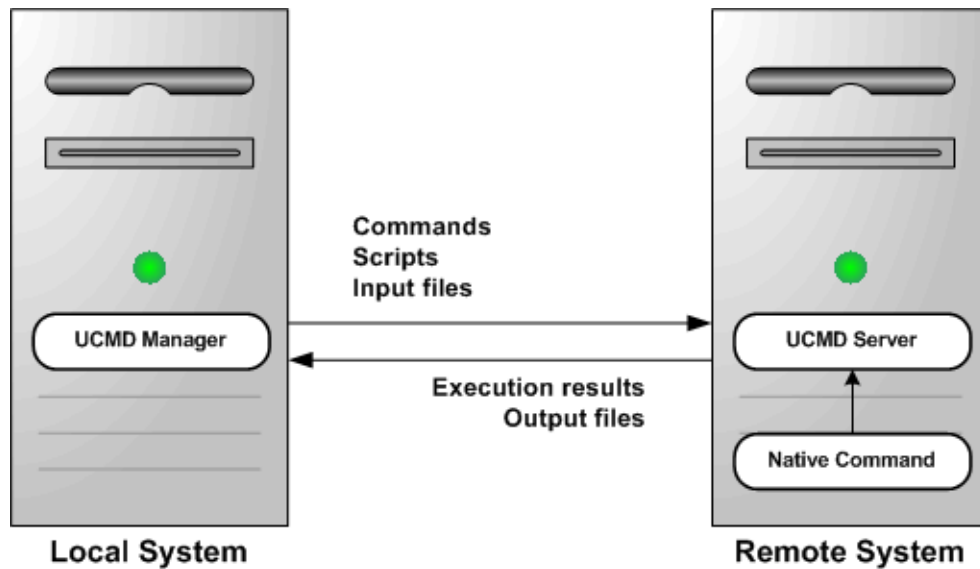 Commands
Scripts
Input files
UCMD Manager
UCMD Server
Execution results
Output files
Native Command
Local System
Remote System